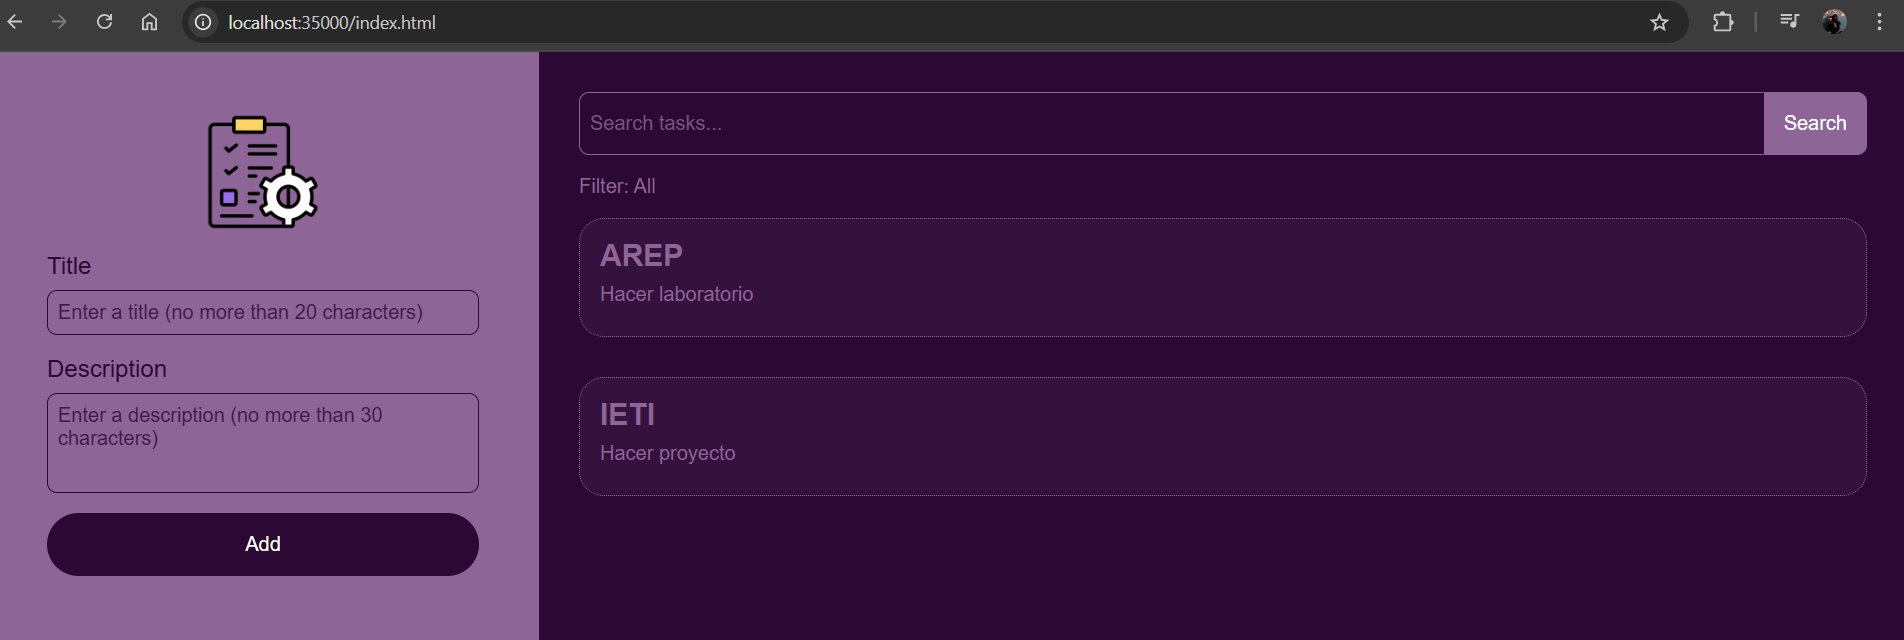 localhost:35000/index.html
Title
Enter a title (no more than 20 characters)
Description
Enter a description (no more than 30
characters)
Add
Search tasks...
Search
Filter: All
AREP
Hacer laboratorio
IETI
Hacer proyecto